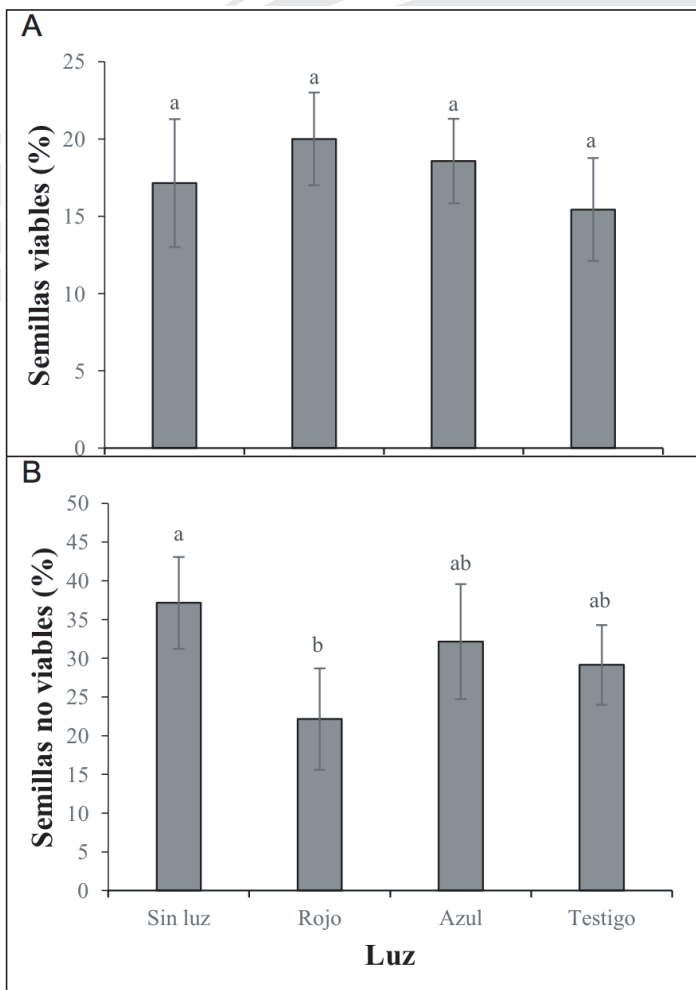 A
Semillas viables (%)
25
20
15
10
5
0
a
a
a
a
B
Semillas no viables (%)
50
45
40
35
30
25
20
15
10
5
0
a
b
ab
ab
Sin luz Rojo Azul Testigo
Luz